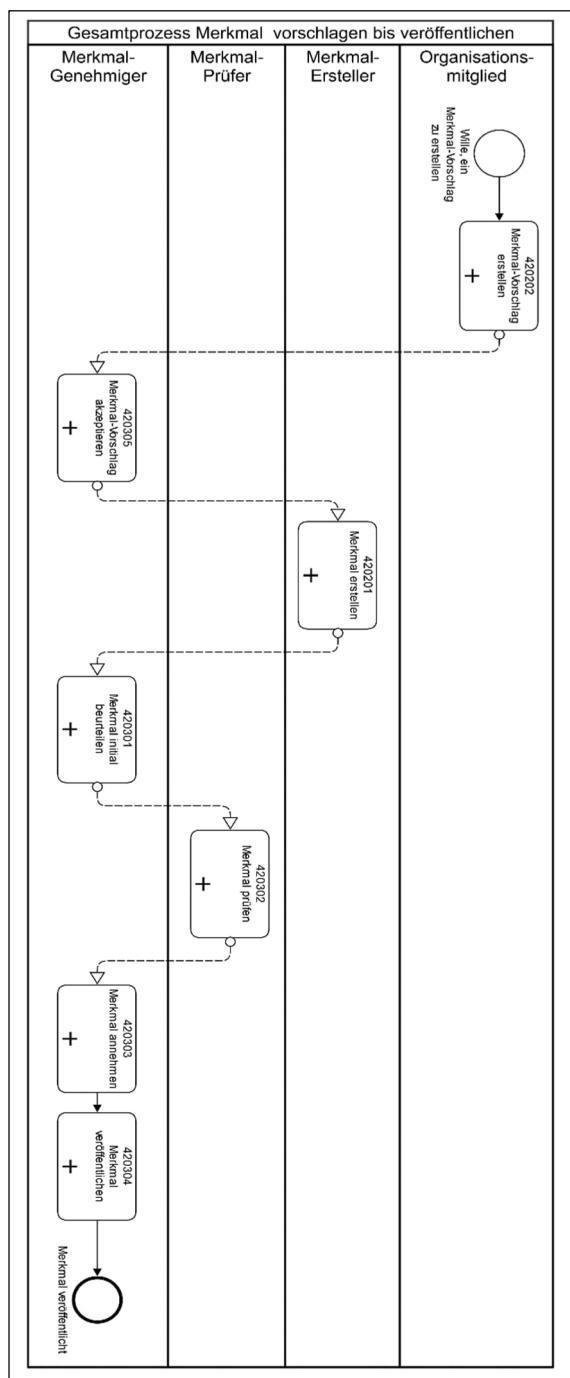 Gesamtprozess Merkmal vorschlagen bis veröffentlichen
Merkmal-
Genehmiger
Merkmal-
Prüfer
Merkmal-
Ersteller
Organisations-
mitglied
Wille, ein
Merkmal-Vorschlag
zu erstellen
420202
Merkmal-Vorschlag
erstellen
420305
Merkmal-Vorschlag
akzeptieren
420201
Merkmal erstellen
420301
Merkmal initial
beurteilen
420302
Merkmal prüfen
420303
Merkmal annehmen
420304
Merkmal
veröffentlichen
Merkmal veröffentlicht